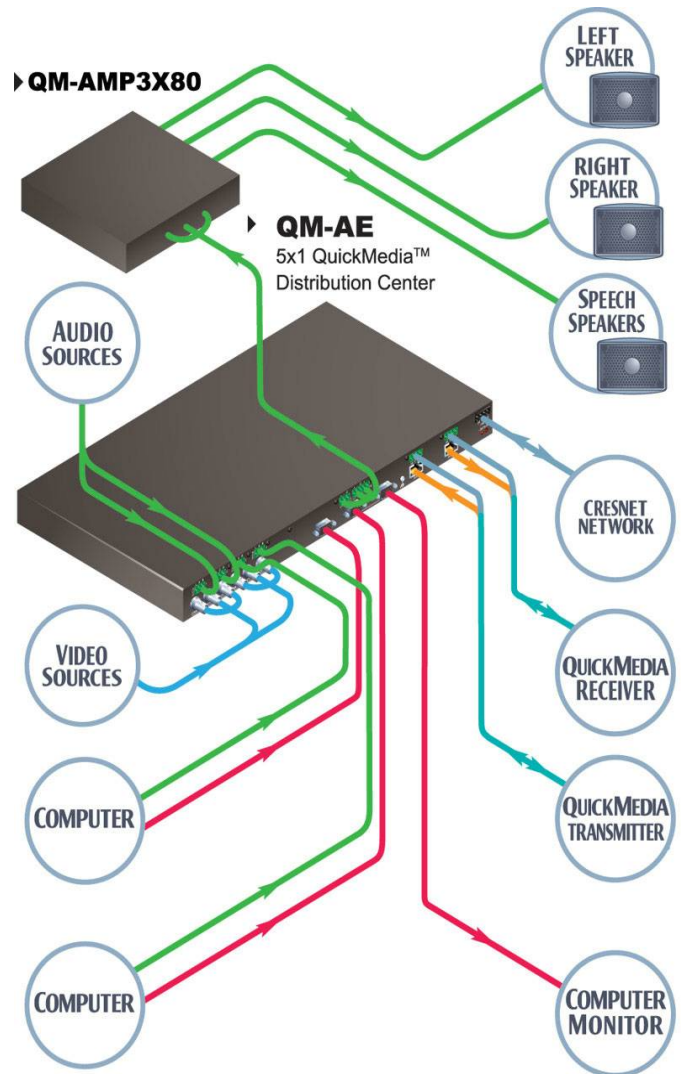 LEFT
SPEAKER
QM-AMP3X80
RIGHT
SPEAKER
QM-AE
5x1 QuickMedia™
Distribution Center
SPEECH
SPEAKERS
AUDIO
SOURCES
CRESNET
NETWORK
VIDEO
SOURCES
QUICKMEDIA
RECEIVER
COMPUTER
QUICKMEDIA
TRANSMITTER
COMPUTER
COMPUTER
MONITOR